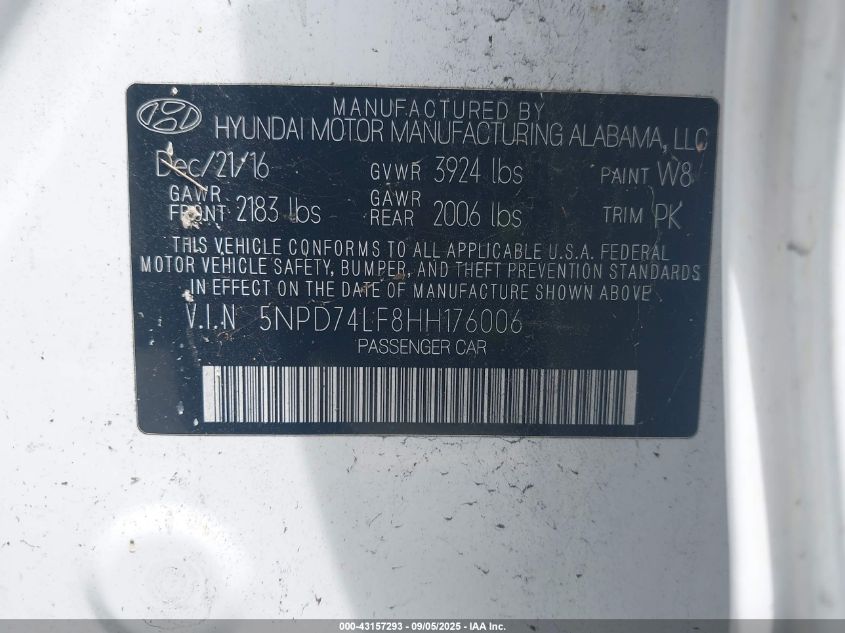 MANUFACTURED BY
HYUNDAI MOTOR MANUFACTURING ALABAMA, LLC
Dec/21/16 GVWR 3924 lbs PAINT W8
GAWR FRONT 2183 lbs GAWR REAR 2006 lbs TRIM PK
THIS VEHICLE CONFORMS TO ALL APPLICABLE U.S.A. FEDERAL
MOTOR VEHICLE SAFETY, BUMPER, AND THEFT PREVENTION STANDARDS
IN EFFECT ON THE DATE OF MANUFACTURE SHOWN ABOVE
V.I.N 5NPD74LF8HH176006
PASSENGER CAR
000-43157293 - 09/05/2025 - IAA Inc.